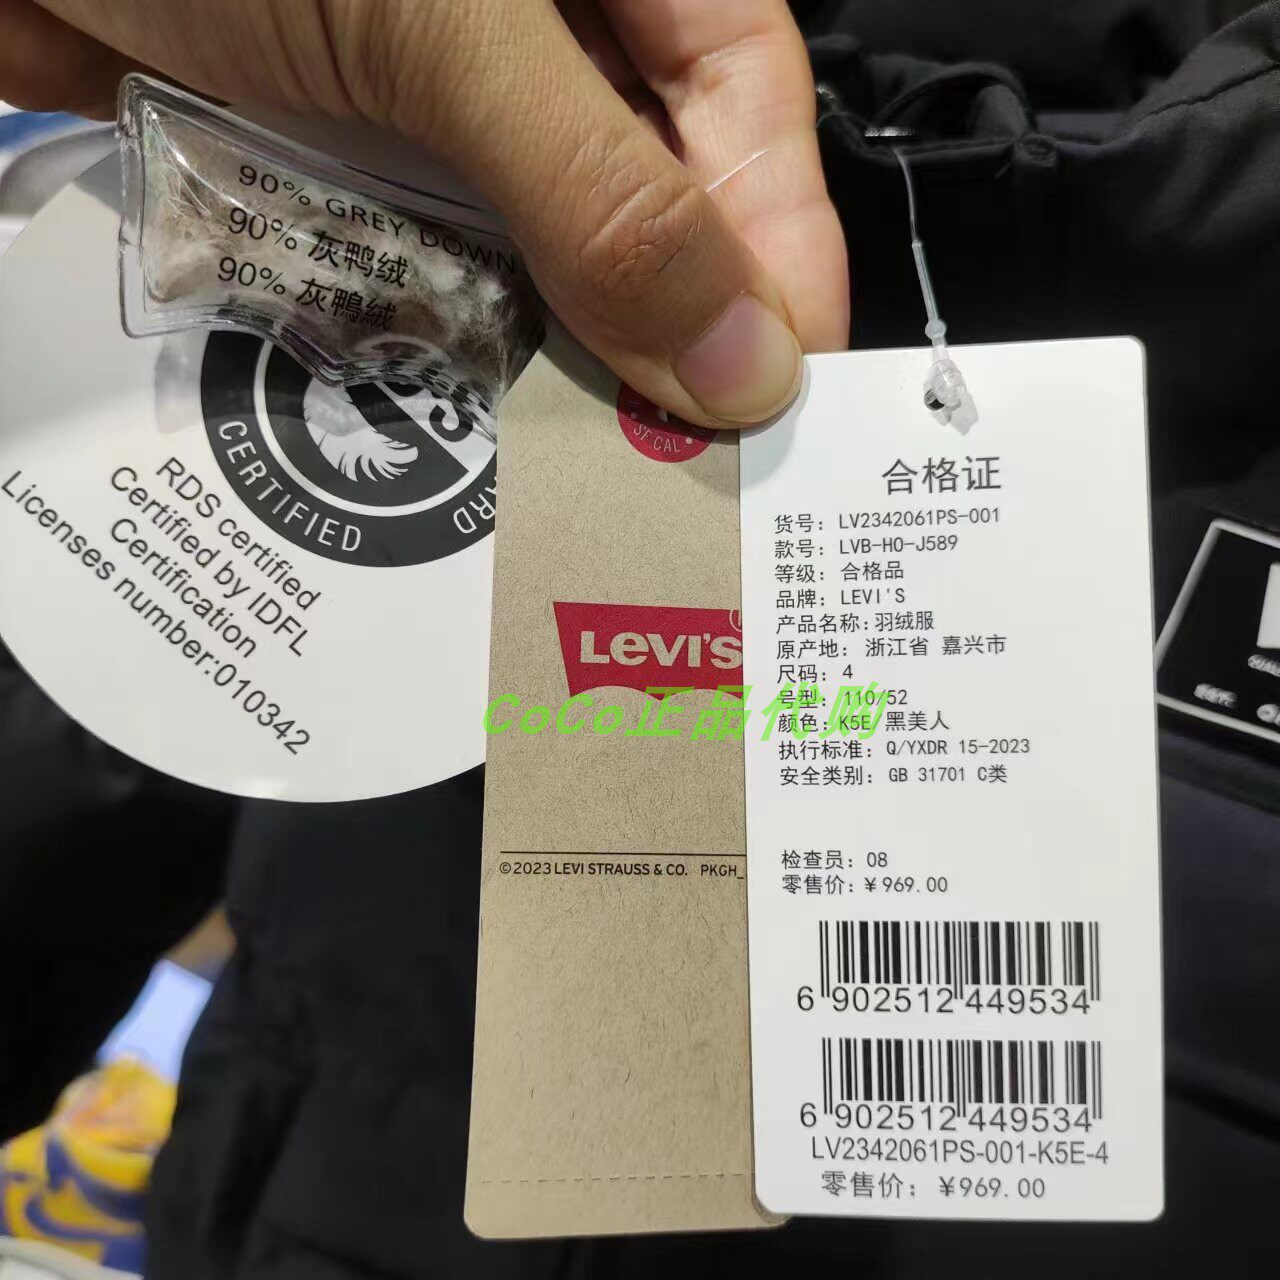 90% GREY DOWN
90% 灰鸭绒
90% 灰鴨絨
CERTIFIED
RDS certified
Certified by IDFL
Certification
Licenses number:010342
SF CAL
LEVI'S
©2023 LEVI STRAUSS & CO. PKGH_
合格证
货号: LV2342061PS-001
款号: LVB-HO-J589
等级: 合格品
品牌: LEVI'S
产品名称: 羽绒服
原产地: 浙江省 嘉兴市
尺码: 4
号型: 110/52
颜色: K5E/黑美人
执行标准: Q/YXDR 15-2023
安全类别: GB 31701 C类
检查员: 08
零售价: ¥969.00
6 902512 449534
6 902512 449534
LV2342061PS-001-K5E-4
零售价: ¥969.00
CoCo正品代购